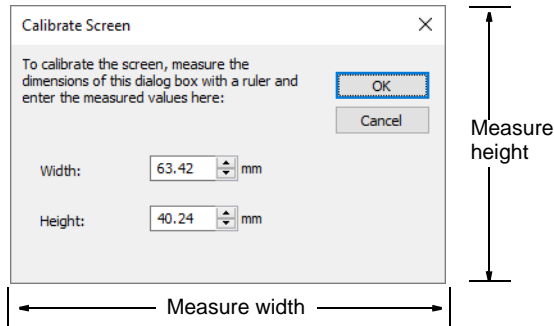 Calibrate Screen
To calibrate the screen, measure the
dimensions of this dialog box with a ruler and
enter the measured values here:
OK
Cancel
Width: 63.42 mm
Height: 40.24 mm
Measure
height
Measure width